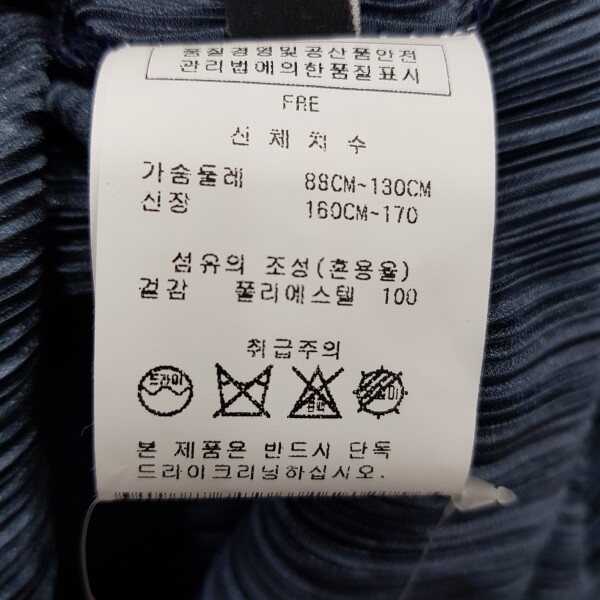 품질경영및공산품안전
관리법에의한품질표시
FRE
신체치수
가슴둘레 88CM~130CM
신장 160CM~170
섬유의 조성(혼용율)
겉감 폴리에스텔 100
취급주의
드라이
본 제품은 반드시 단독
드라이크리닝하십시오.